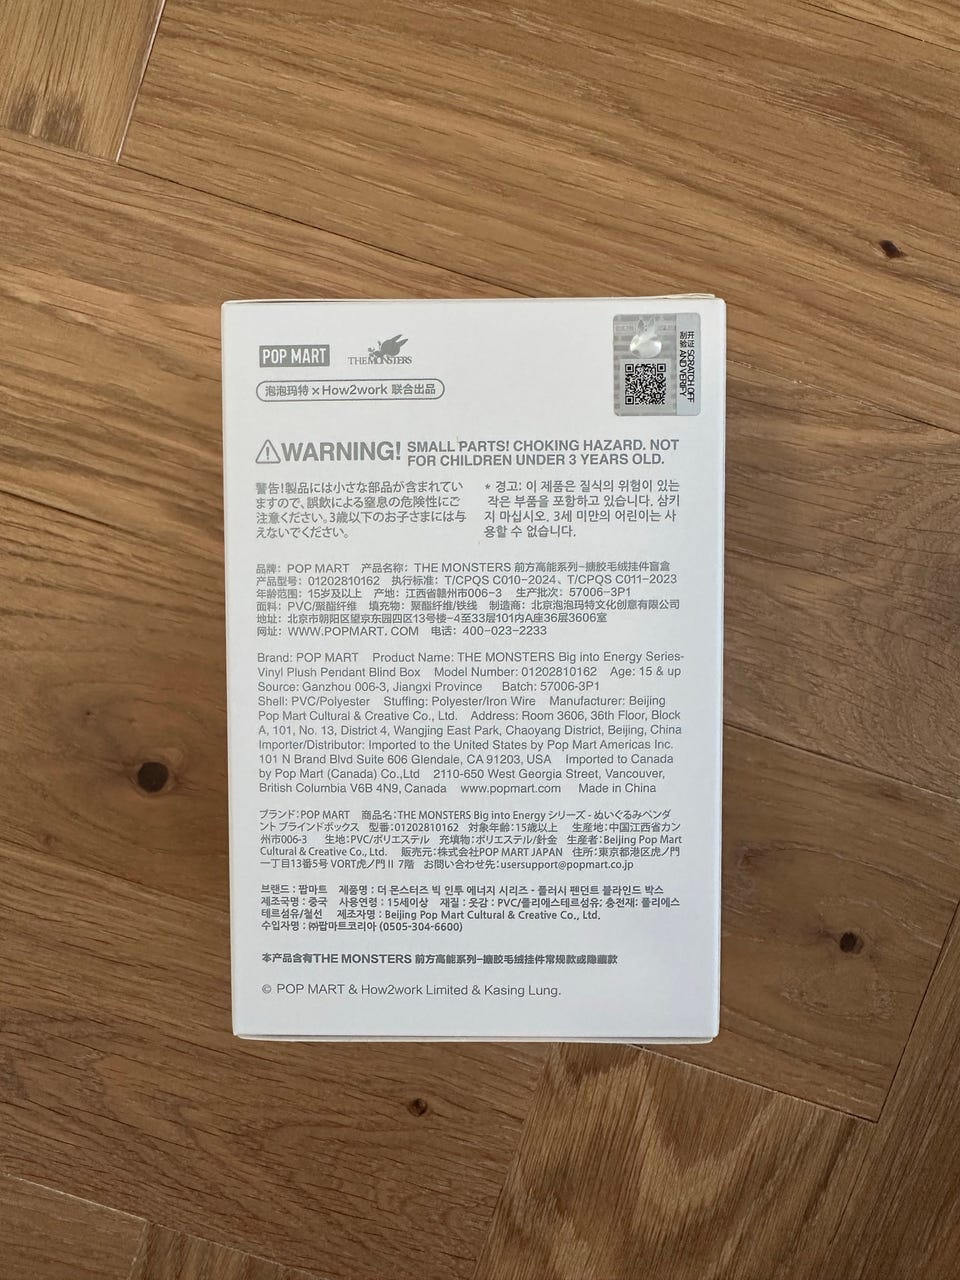 POP MART
THE MONSTERS
泡泡玛特 × How2work 联合出品
开证 SCRATCH OFF
刮验 AND VERIFY
WARNING! SMALL PARTS! CHOKING HAZARD. NOT
FOR CHILDREN UNDER 3 YEARS OLD.
警告!製品には小さな部品が含まれてい
ますので、誤飲による窒息の危険性にご
注意ください。3歳以下のお子さまには与
えないでください。
* 경고: 이 제품은 질식의 위험이 있는
작은 부품을 포함하고 있습니다. 삼키
지 마십시오. 3세 미만의 어린이는 사
용할 수 없습니다.
品牌: POP MART 产品名称: THE MONSTERS 前方高能系列-搪胶毛绒挂件盲盒
产品型号: 01202810162 执行标准: T/CPQS C010-2024、T/CPQS C011-2023
年龄范围: 15岁及以上 产地: 江西省赣州市006-3 生产批次: 57006-3P1
面料: PVC/聚酯纤维 填充物: 聚酯纤维/铁线 制造商: 北京泡泡玛特文化创意有限公司
地址: 北京市朝阳区望京东园四区13号楼-4至33层101内A座36层3606室
网址: WWW.POPMART.COM 电话: 400-023-2233
Brand: POP MART Product Name: THE MONSTERS Big into Energy Series-
Vinyl Plush Pendant Blind Box Model Number: 01202810162 Age: 15 & up
Source: Ganzhou 006-3, Jiangxi Province Batch: 57006-3P1
Shell: PVC/Polyester Stuffing: Polyester/Iron Wire Manufacturer: Beijing
Pop Mart Cultural & Creative Co., Ltd. Address: Room 3606, 36th Floor, Block
A, 101, No. 13, District 4, Wangjing East Park, Chaoyang District, Beijing, China
Importer/Distributor: Imported to the United States by Pop Mart Americas Inc.
101 N Brand Blvd Suite 606 Glendale, CA 91203, USA Imported to Canada
by Pop Mart (Canada) Co.,Ltd 2110-650 West Georgia Street, Vancouver,
British Columbia V6B 4N9, Canada www.popmart.com Made in China
ブランド:POP MART 商品名:THE MONSTERS Big into Energy シリーズ - ぬいぐるみペンダ
ント ブラインドボックス 型番:01202810162 対象年齢:15歳以上 生産地:中国江西省カン
州市006-3 生地:PVC/ポリエステル 充填物:ポリエステル/針金 生産者:Beijing Pop Mart
Cultural & Creative Co., Ltd. 販売元:株式会社POP MART JAPAN 住所:東京都港区虎ノ門
一丁目13番5号 VORT虎ノ門 II 7階 お問い合わせ先:usersupport@popmart.co.jp
브랜드 : 팝마트 제품명 : 더 몬스터즈 빅 인투 에너지 시리즈 - 플러시 펜던트 블라인드 박스
제조국명 : 중국 사용연령 : 15세이상 재질 : 옷감 : PVC/폴리에스테르섬유; 충전재: 폴리에스
테르섬유/철선 제조자명 : Beijing Pop Mart Cultural & Creative Co., Ltd.
수입자명 : ㈜팝마트코리아 (0505-304-6600)
本产品含有THE MONSTERS 前方高能系列-搪胶毛绒挂件常规款或隐藏款
© POP MART & How2work Limited & Kasing Lung.